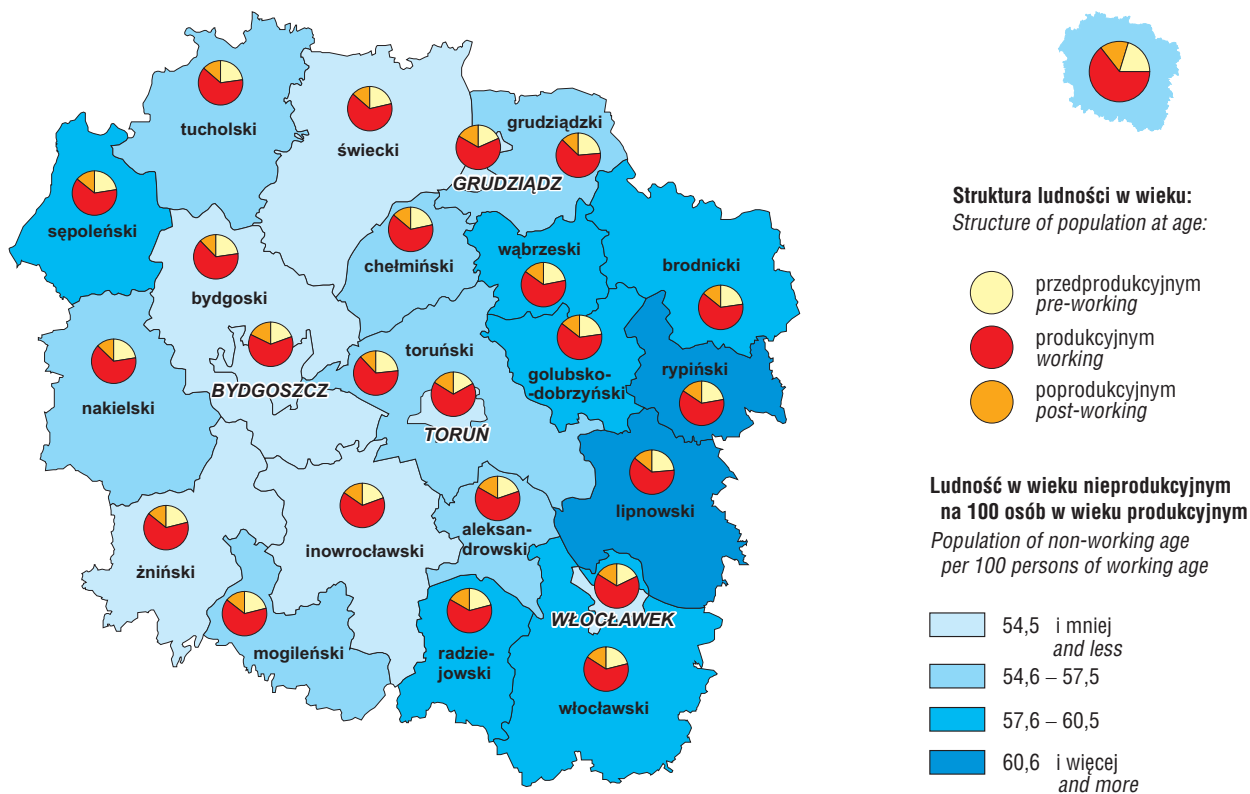 tucholski
świecki
grudziądzki
GRUDZIĄDZ
sępoleński
chełmiński
wąbrzeski
brodnicki
bydgoski
toruński
golubsko-
-dobrzyński
rypiński
nakielski
BYDGOSZCZ
TORUŃ
lipnowski
żniński
inowrocławski
aleksan-
drowski
WŁOCŁAWEK
mogileński
radzie-
jowski
włocławski
Struktura ludności w wieku:
Structure of population at age:
przedprodukcyjnym
pre-working
produkcyjnym
working
poprodukcyjnym
post-working
Ludność w wieku nieprodukcyjnym
na 100 osób w wieku produkcyjnym
Population of non-working age
per 100 persons of working age
54,5 i mniej
and less
54,6 – 57,5
57,6 – 60,5
60,6 i więcej
and more